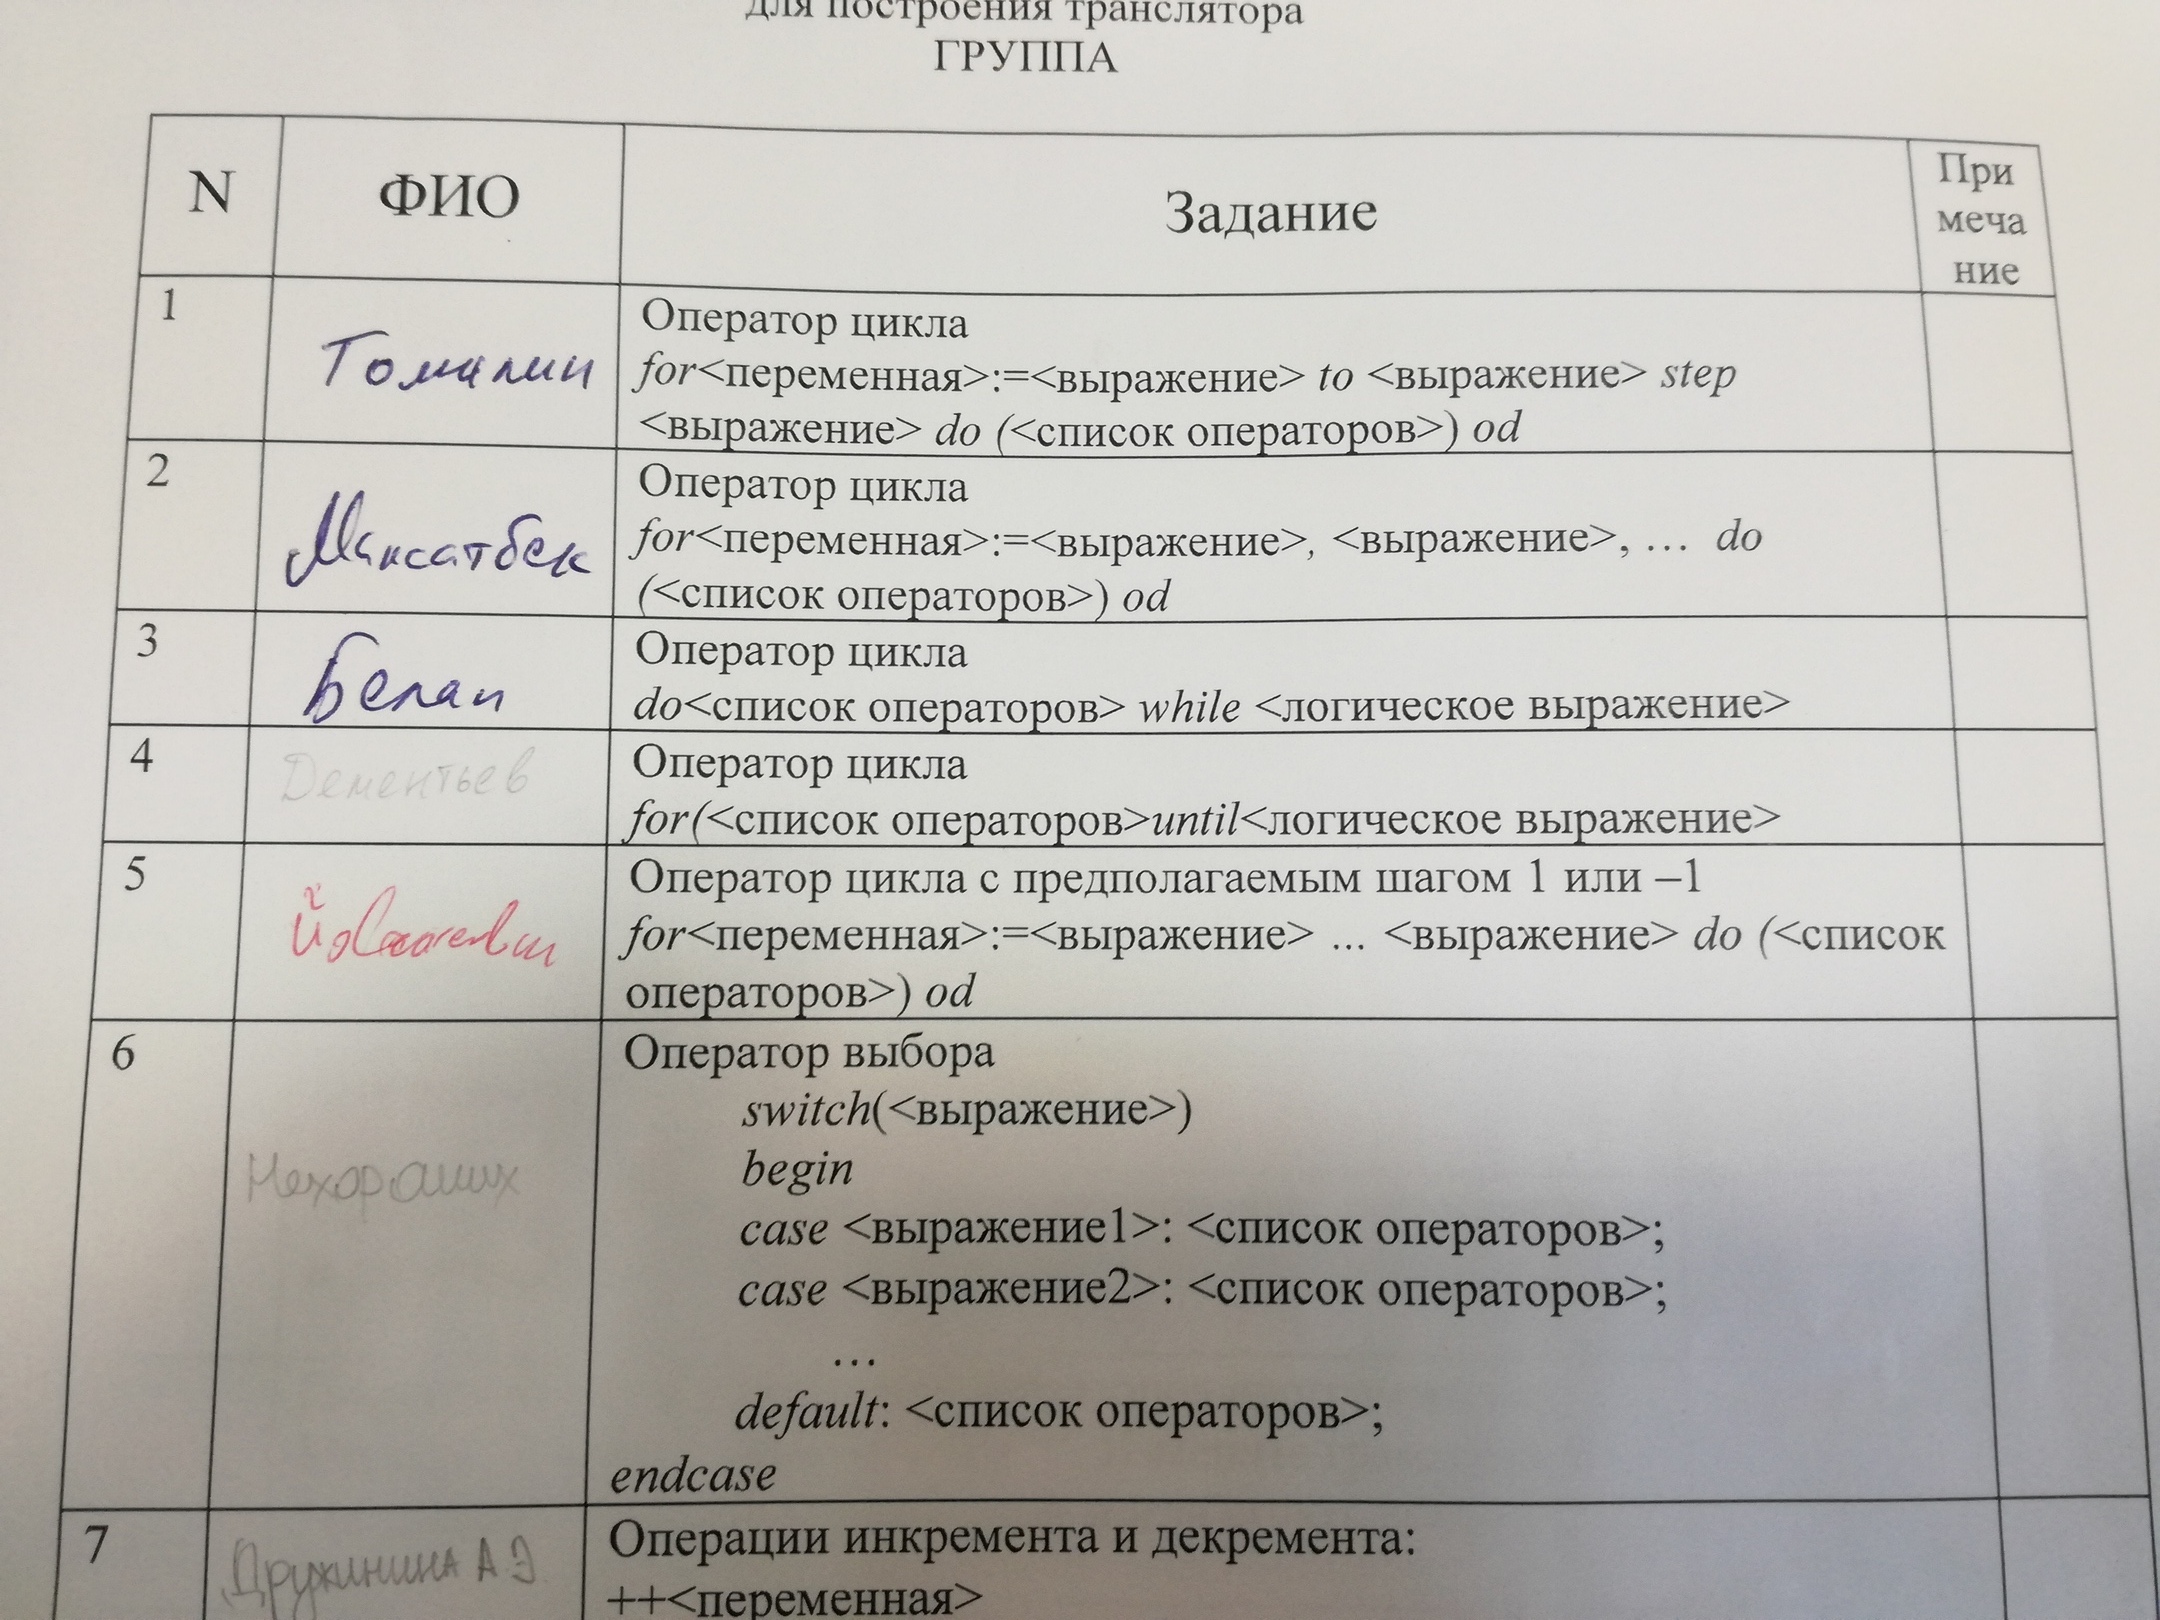 для построения транслятора
ГРУППА
N
ФИО
Задание
При
меча
ние
1
Томилин
Оператор цикла
for<переменная>:=<выражение> to <выражение> step
<выражение> do (<список операторов>) od
2
Максатбек
Оператор цикла
for<переменная>:=<выражение>, <выражение>, … do
(<список операторов>) od
3
Белан
Оператор цикла
do<список операторов> while <логическое выражение>
4
Дементьев
Оператор цикла
for(<список операторов>until<логическое выражение>
5
Оператор цикла с предполагаемым шагом 1 или –1
for<переменная>:=<выражение> ... <выражение> do (<список
операторов>) od
6
Нехороших
Оператор выбора
switch(<выражение>)
begin
case <выражение1>: <список операторов>;
case <выражение2>: <список операторов>;
…
default: <список операторов>;
endcase
7
Дружинина А.Э.
Операции инкремента и декремента:
++<переменная>